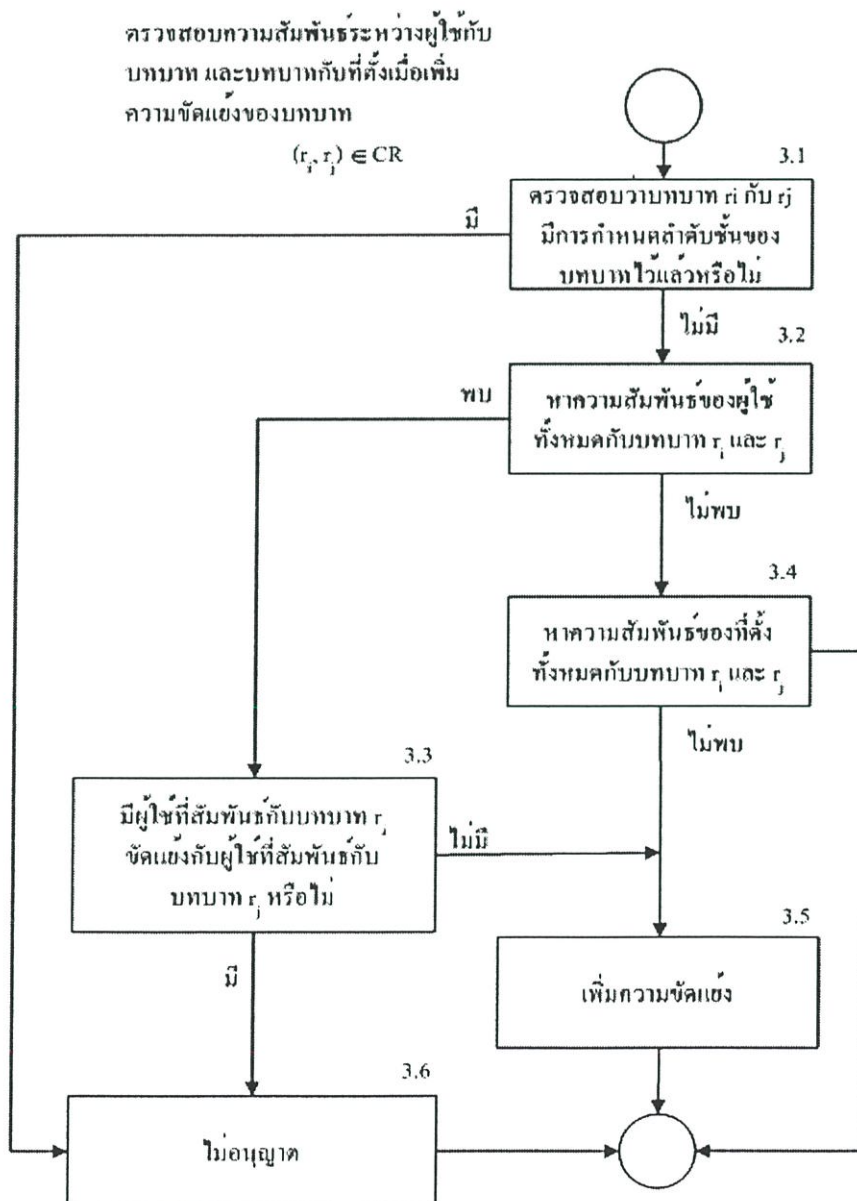 ตรวจสอบความสัมพันธ์ระหว่างผู้ใช้กับ
บทบาท และบทบาทกับที่ตั้งเมื่อเพิ่ม
ความขัดแย้งของบทบาท
(r_i, r_j) ∈ CR
3.1
ตรวจสอบว่าบทบาท ri กับ rj
มีการกำหนดลำดับชั้นของ
บทบาทไว้แล้วหรือไม่
มี
ไม่มี
3.2
หาความสัมพันธ์ของผู้ใช้
ทั้งหมดกับบทบาท r_i และ r_j
พบ
ไม่พบ
3.4
หาความสัมพันธ์ของที่ตั้ง
ทั้งหมดกับบทบาท r_i และ r_j
ไม่พบ
3.3
มีผู้ใช้ที่สัมพันธ์กับบทบาท r_i
ขัดแย้งกับผู้ใช้ที่สัมพันธ์กับ
บทบาท r_j หรือไม่
ไม่มี
มี
3.5
เพิ่มความขัดแย้ง
3.6
ไม่อนุญาต